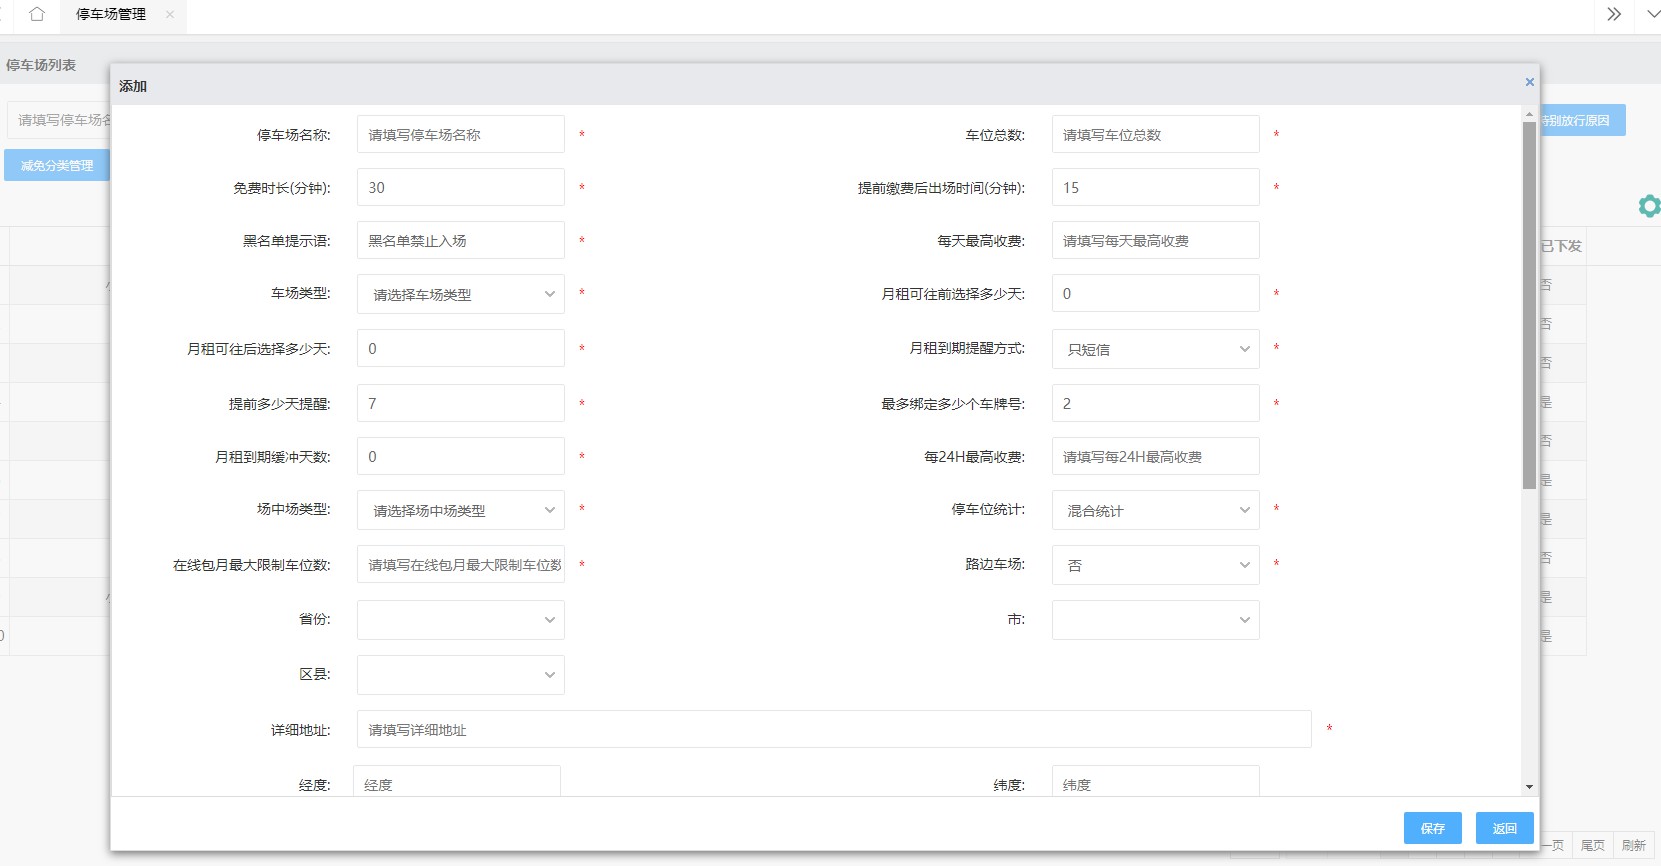 停车场管理 ×
停车场列表
添加 ×
请填写停车场名
特别放行原因
减免分类管理
停车场名称: 请填写停车场名称 * 车位总数: 请填写车位总数 *
免费时长(分钟): 30 * 提前缴费后出场时间(分钟): 15 *
黑名单提示语: 黑名单禁止入场 * 每天最高收费: 请填写每天最高收费
已下发
车场类型: 请选择车场类型 * 月租可往前选择多少天: 0 *
否
否
月租可往后选择多少天: 0 * 月租到期提醒方式: 只短信 *
否
提前多少天提醒: 7 * 最多绑定多少个车牌号: 2 *
是
否
月租到期缓冲天数: 0 * 每24H最高收费: 请填写每24H最高收费
是
场中场类型: 请选择场中场类型 * 停车位统计: 混合统计 *
是
在线包月最大限制车位数: 请填写在线包月最大限制车位数 * 路边车场: 否 *
否
是
省份: 市:
是
区县:
详细地址: 请填写详细地址 *
经度: 经度 纬度: 纬度
保存 返回
一页 尾页 刷新